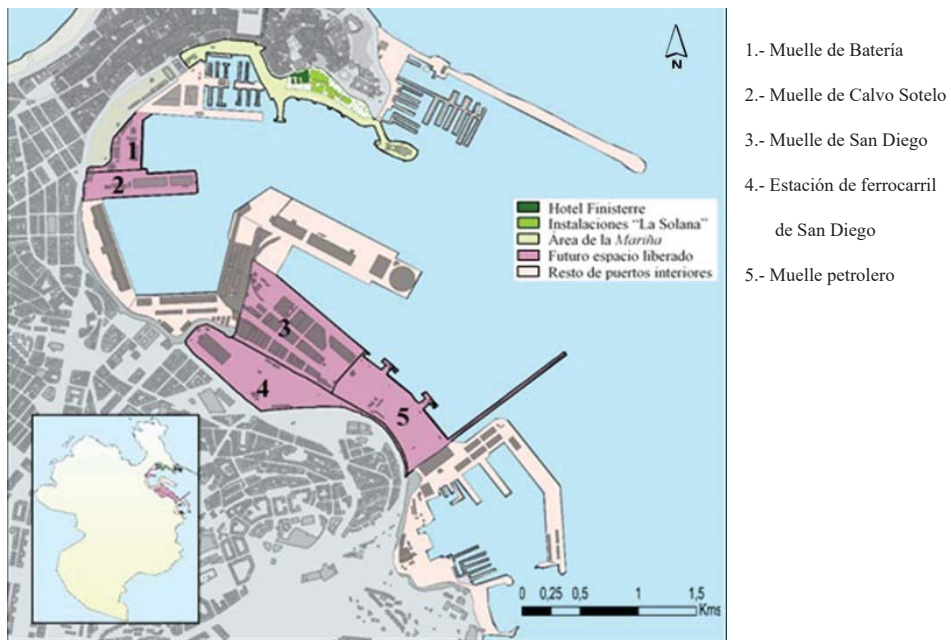 N
1
2
3
4
5
Hotel Finisterre
Instalaciones “La Solana”
Área de la Mariña
Futuro espacio liberado
Resto de puertos interiores
0 0,25 0,5 1 1,5
Kms
1.- Muelle de Batería
2.- Muelle de Calvo Sotelo
3.- Muelle de San Diego
4.- Estación de ferrocarril
de San Diego
5.- Muelle petrolero